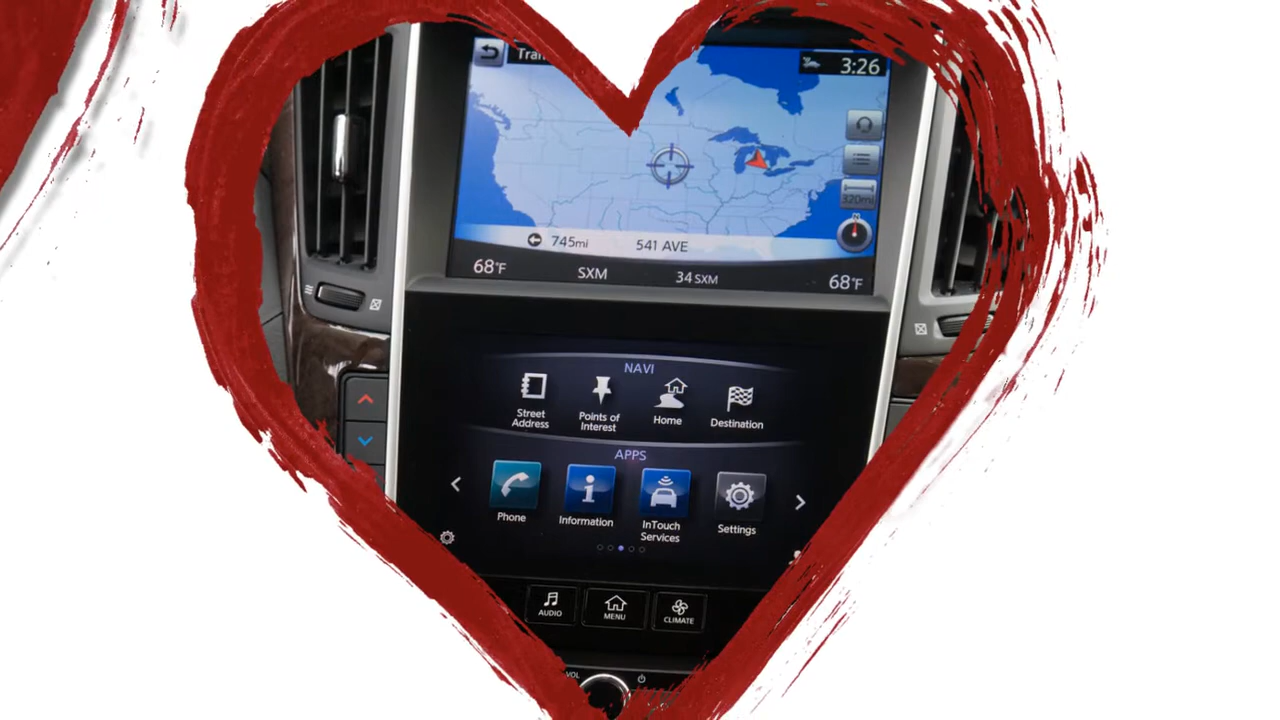 3:26
320mi
N
745mi
541 AVE
68°F
SXM
34 SXM
68°F
NAVI
Street Address
Points of Interest
Home
Destination
APPS
Phone
Information
InTouch Services
Settings
AUDIO
MENU
CLIMATE
VOL